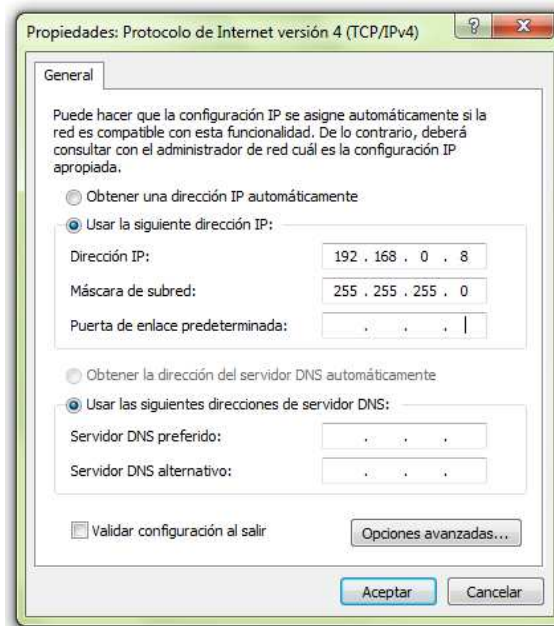 Propiedades: Protocolo de Internet versión 4 (TCP/IPv4)
General
Puede hacer que la configuración IP se asigne automáticamente si la
red es compatible con esta funcionalidad. De lo contrario, deberá
consultar con el administrador de red cuál es la configuración IP
apropiada.
Obtener una dirección IP automáticamente
Usar la siguiente dirección IP:
Dirección IP: 192 . 168 . 0 . 8
Máscara de subred: 255 . 255 . 255 . 0
Puerta de enlace predeterminada: . . .
Obtener la dirección del servidor DNS automáticamente
Usar las siguientes direcciones de servidor DNS:
Servidor DNS preferido: . . .
Servidor DNS alternativo: . . .
Validar configuración al salir Opciones avanzadas...
Aceptar Cancelar